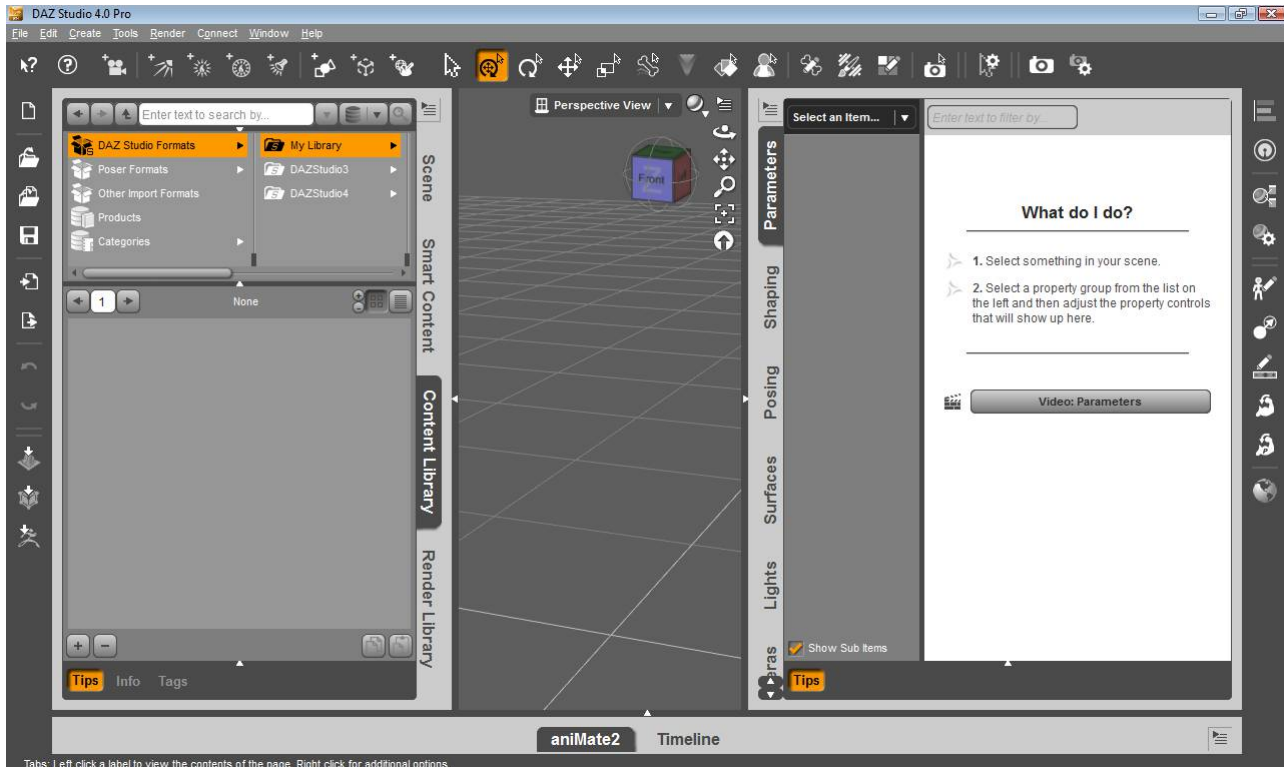 DAZ Studio 4.0 Pro
File Edit Create Tools Render Connect Window Help
Enter text to search by...
DAZ Studio Formats
Poser Formats
Other Import Formats
Products
Categories
My Library
DAZStudio3
DAZStudio4
1
None
Tips Info Tags
Scene
Smart Content
Content Library
Render Library
Perspective View
Front
Parameters
Shaping
Posing
Surfaces
Lights
eras
Select an Item...
Enter text to filter by...
What do I do?
1. Select something in your scene.
2. Select a property group from the list on
the left and then adjust the property controls
that will show up here.
Video: Parameters
Show Sub Items
Tips
aniMate2 Timeline
Tabs: Left click a label to view the contents of the page. Right click for additional options.